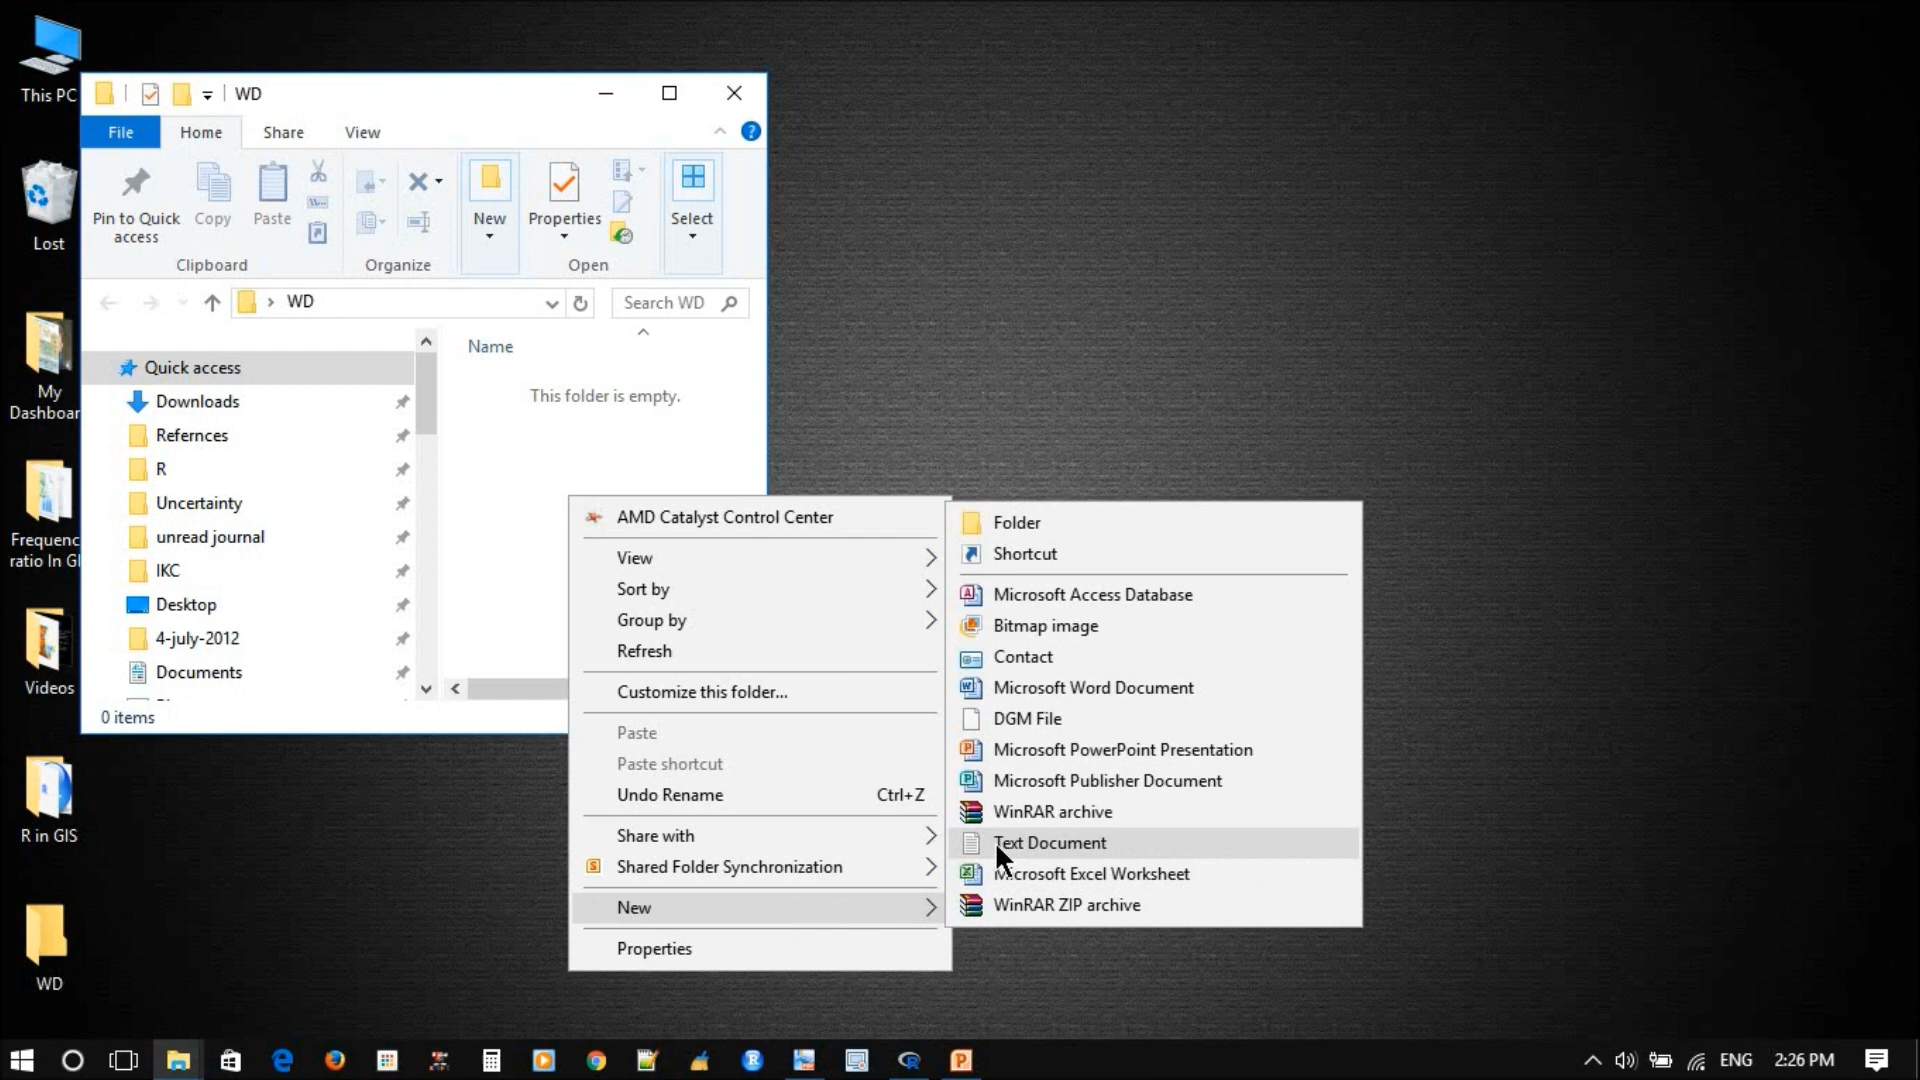 This PC
Lost
My
Dashboar
Frequenc
ratio In GI
Videos
R in GIS
WD
WD
File
Home
Share
View
Pin to Quick
access
Copy
Paste
New
Properties
Select
Clipboard
Organize
Open
WD
Search WD
Quick access
Downloads
Refernces
R
Uncertainty
unread journal
IKC
Desktop
4-july-2012
Documents
Name
This folder is empty.
0 items
AMD Catalyst Control Center
View
Sort by
Group by
Refresh
Customize this folder...
Paste
Paste shortcut
Undo Rename Ctrl+Z
Share with
Shared Folder Synchronization
New
Properties
Folder
Shortcut
Microsoft Access Database
Bitmap image
Contact
Microsoft Word Document
DGM File
Microsoft PowerPoint Presentation
Microsoft Publisher Document
WinRAR archive
Text Document
Microsoft Excel Worksheet
WinRAR ZIP archive
ENG
2:26 PM